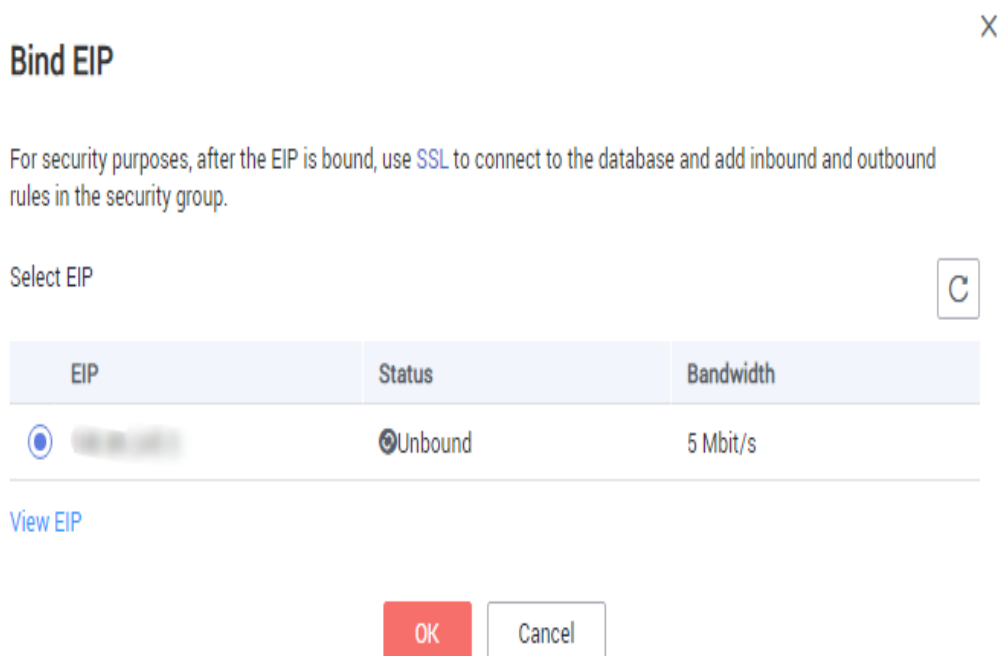 X
Bind EIP
For security purposes, after the EIP is bound, use SSL to connect to the database and add inbound and outbound
rules in the security group.
Select EIP
EIP Status Bandwidth
Unbound 5 Mbit/s
View EIP
OK Cancel